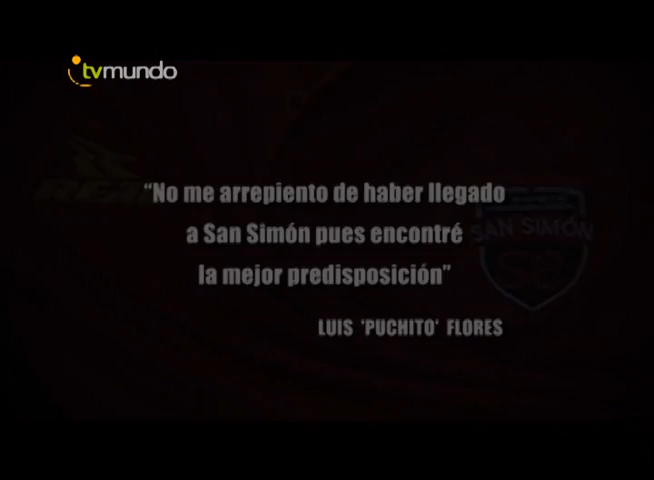 tvmundo
"No me arrepiento de haber llegado
a San Simón pues encontré
la mejor predisposición"
LUIS 'PUCHITO' FLORES
SAN SIMÓN